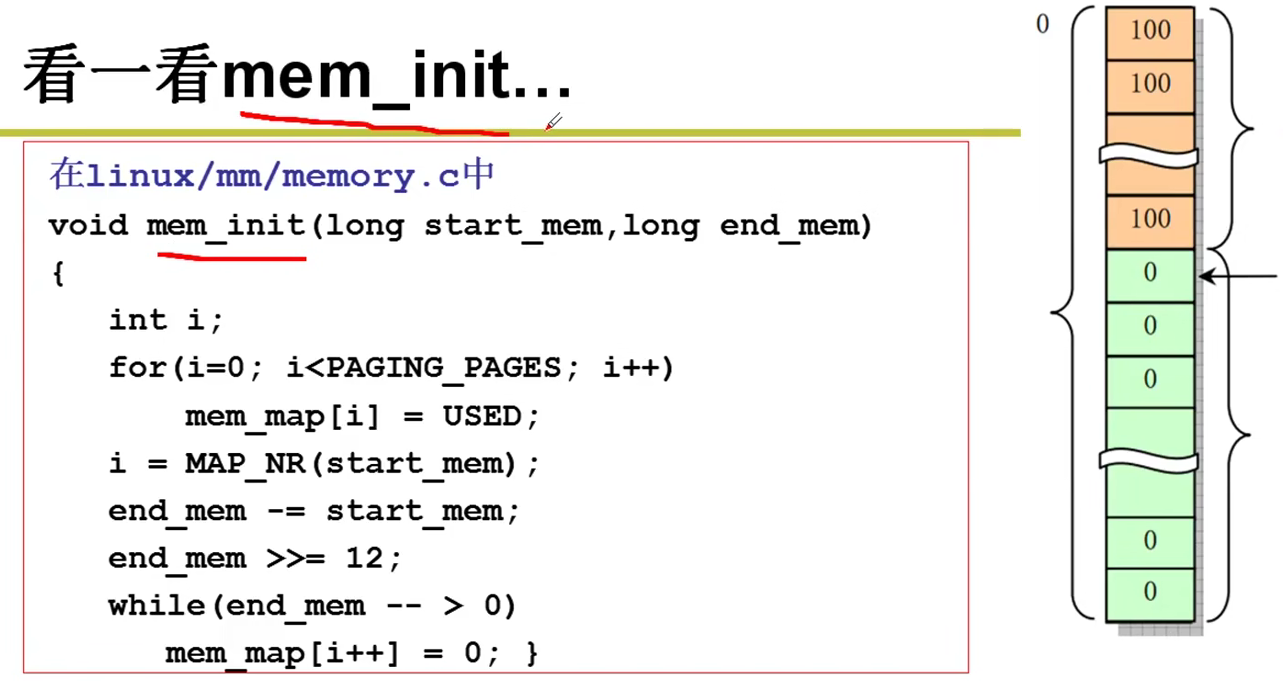 看一看mem_init...
在linux/mm/memory.c中
void mem_init(long start_mem,long end_mem)
{
int i;
for(i=0; i<PAGING_PAGES; i++)
mem_map[i] = USED;
i = MAP_NR(start_mem);
end_mem -= start_mem;
end_mem >>= 12;
while(end_mem -- > 0)
mem_map[i++] = 0; }
0
100
100
100
0
0
0
0
0